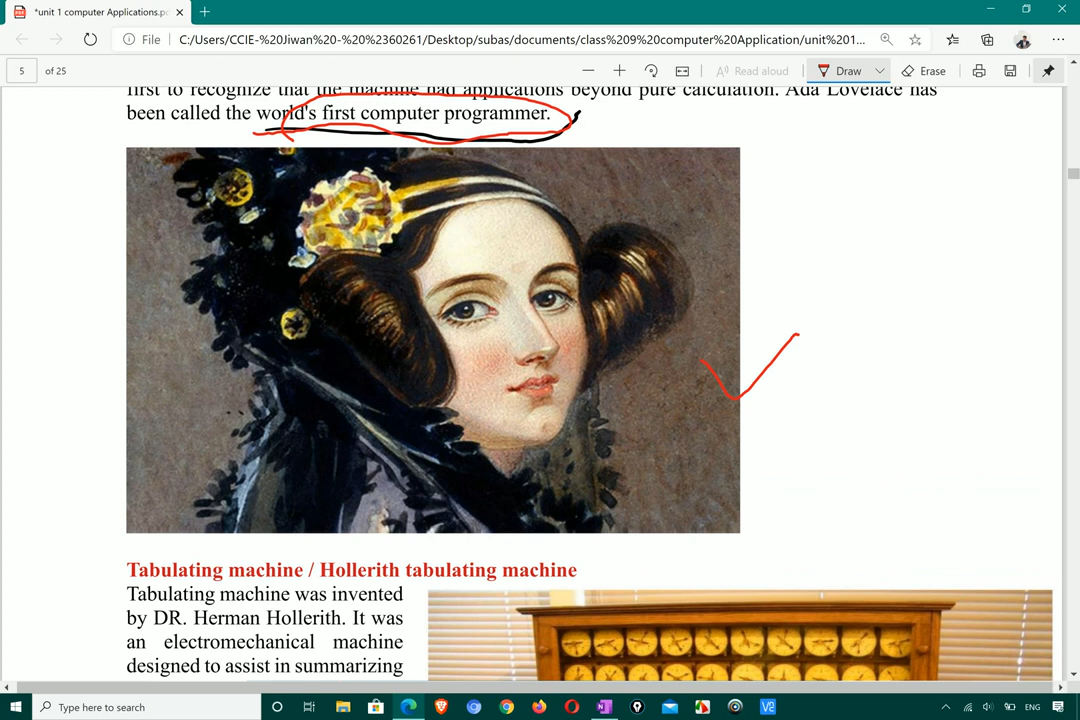 *unit 1 computer Applications.pd
File
C:/Users/CCIE-%20Jiwan%20-%20%2360261/Desktop/subas/documents/class%209%20computer%20Application/unit%201...
5 of 25
Read aloud
Draw
Erase
first to recognize that the machine had applications beyond pure calculation. Ada Lovelace has
been called the world's first computer programmer.
Tabulating machine / Hollerith tabulating machine
Tabulating machine was invented
by DR. Herman Hollerith. It was
an electromechanical machine
designed to assist in summarizing
Type here to search
ENG